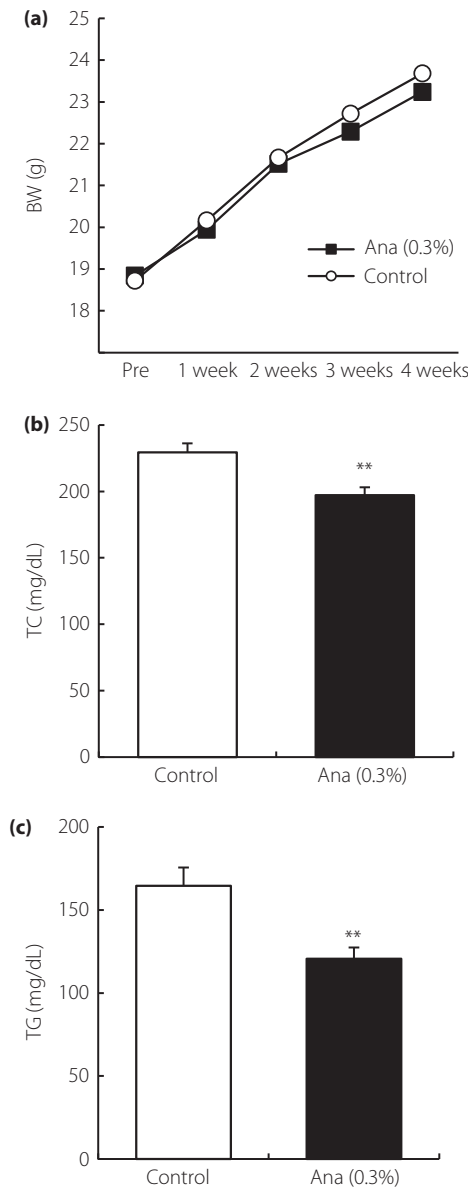 (a)
25
24
23
22
21
20
19
18
BW (g)
Ana (0.3%)
Control
Pre 1 week 2 weeks 3 weeks 4 weeks
(b)
250
200
150
100
50
0
TC (mg/dL)
**
Control Ana (0.3%)
(c)
200
150
100
50
0
TG (mg/dL)
**
Control Ana (0.3%)